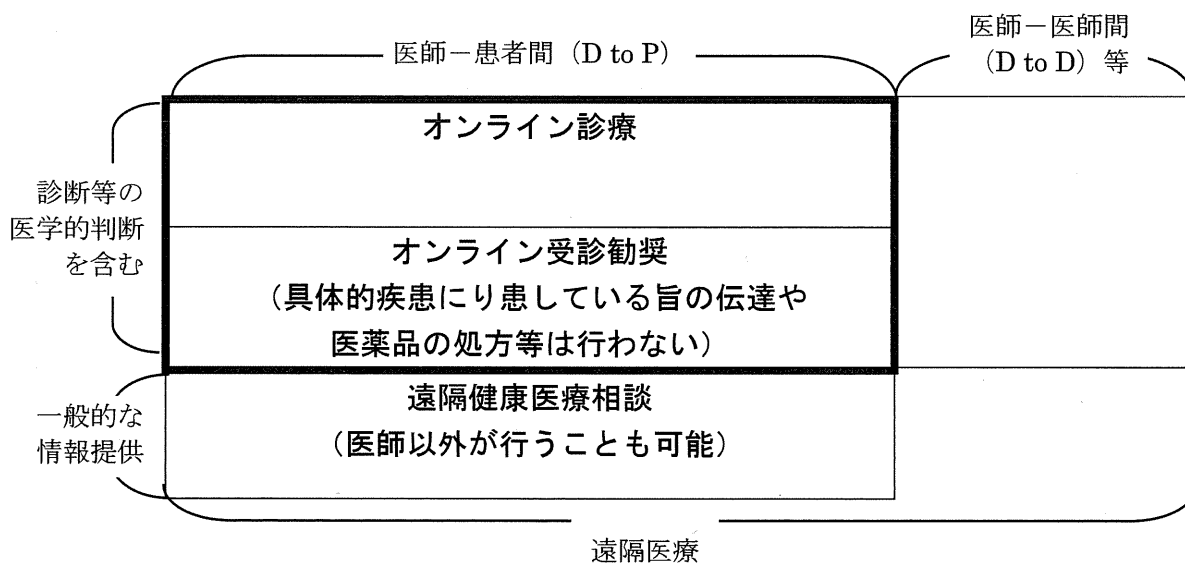 医師－医師間
医師－患者間（D to P）
（D to D）等
オンライン診療
診断等の
医学的判断
を含む
オンライン受診勧奨
（具体的疾患にり患している旨の伝達や
医薬品の処方等は行わない）
遠隔健康医療相談
（医師以外が行うことも可能）
一般的な
情報提供
遠隔医療